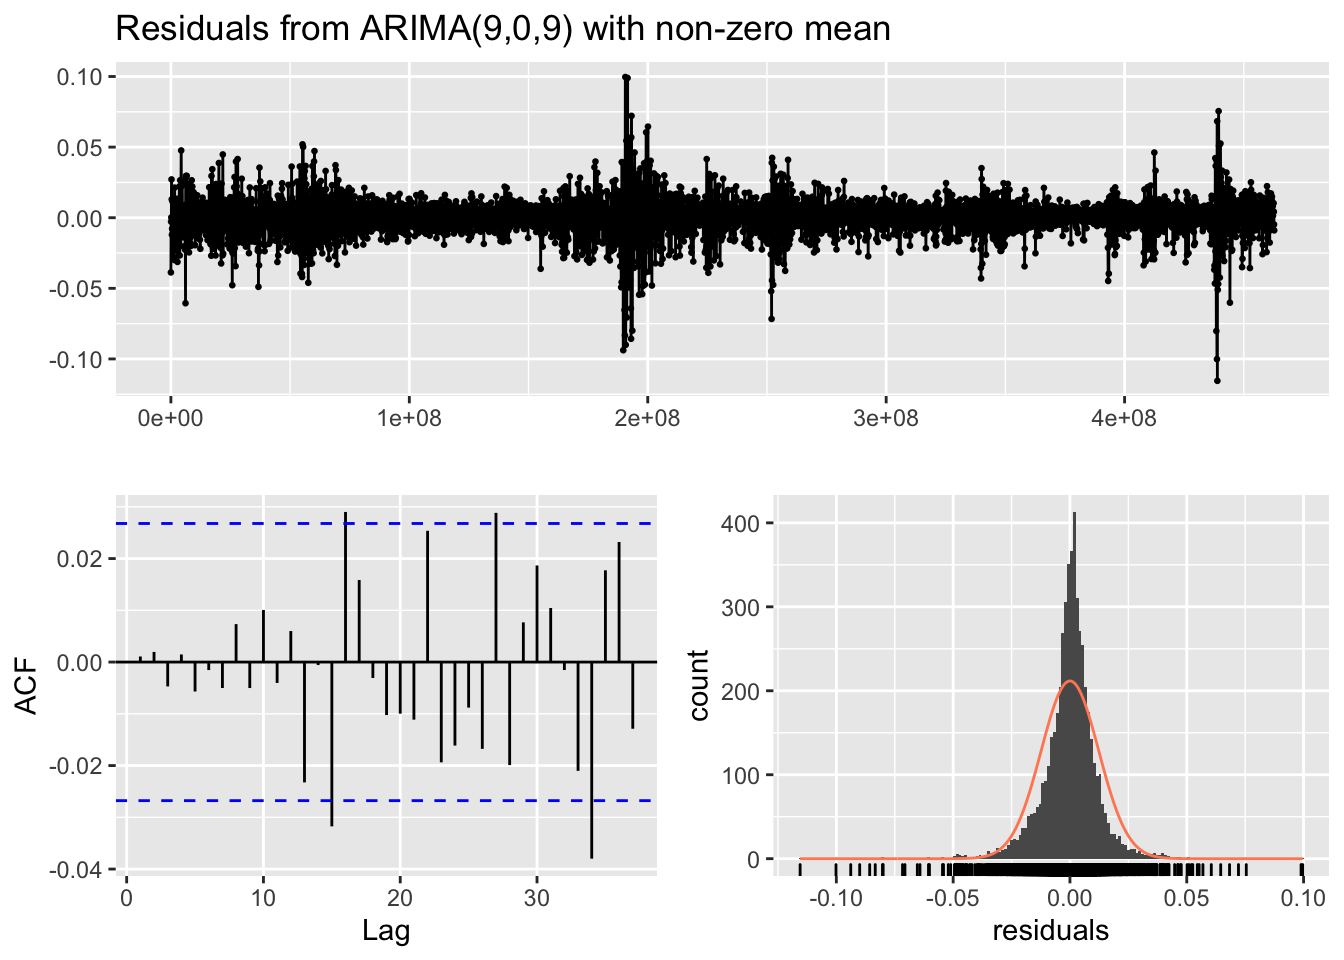 Residuals from ARIMA(9,0,9) with non-zero mean
0.10
0.05
0.00
-0.05
-0.10
0e+00 1e+08 2e+08 3e+08 4e+08
ACF
0.02
0.00
-0.02
-0.04
0 10 20 30
Lag
count
400
300
200
100
0
-0.10 -0.05 0.00 0.05 0.10
residuals